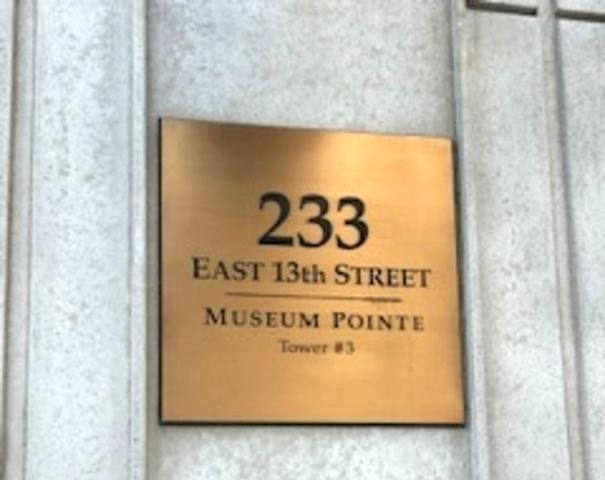 233
EAST 13th STREET
MUSEUM POINTE
Tower #3